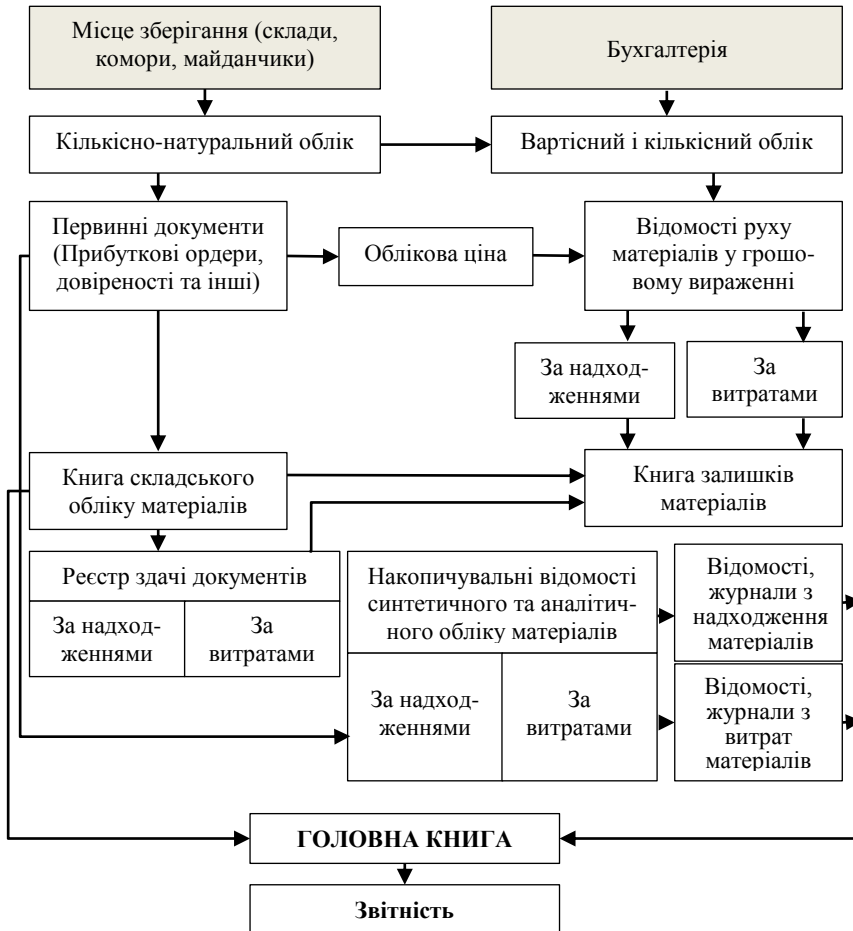 Місце зберігання (склади,
комори, майданчики)
Бухгалтерія
Кількісно-натуральний облік
Вартісний і кількісний облік
Первинні документи
(Прибуткові ордери,
довіреності та інші)
Облікова ціна
Відомості руху
матеріалів у грошо-
вому вираженні
За надход-
женнями
За
витратами
Книга складського
обліку матеріалів
Книга залишків
матеріалів
Реєстр здачі документів
За надход-
женнями
За
витратами
Накопичувальні відомості
синтетичного та аналітич-
ного обліку матеріалів
За надход-
женнями
За
витратами
Відомості,
журнали з
надходження
матеріалів
Відомості,
журнали з
витрат
матеріалів
ГОЛОВНА КНИГА
Звітність